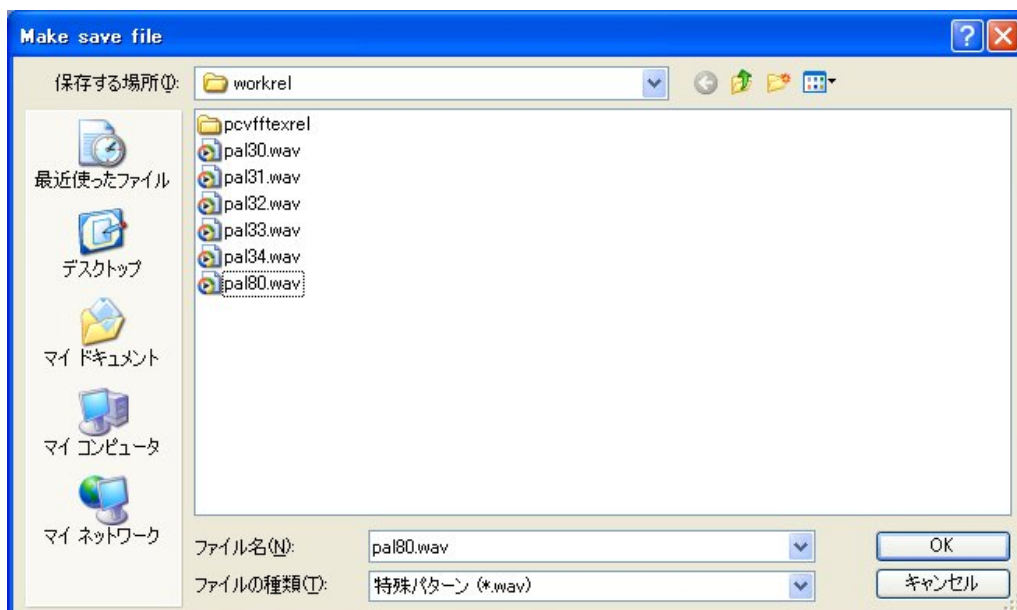 Make save file
保存する場所(I):
workrel
最近使ったファイル
デスクトップ
マイ ドキュメント
マイ コンピュータ
マイ ネットワーク
pcvfftexrel
pal30.wav
pal31.wav
pal32.wav
pal33.wav
pal34.wav
pal80.wav
ファイル名(N):
pal80.wav
OK
ファイルの種類(T):
特殊パターン (*.wav)
キャンセル